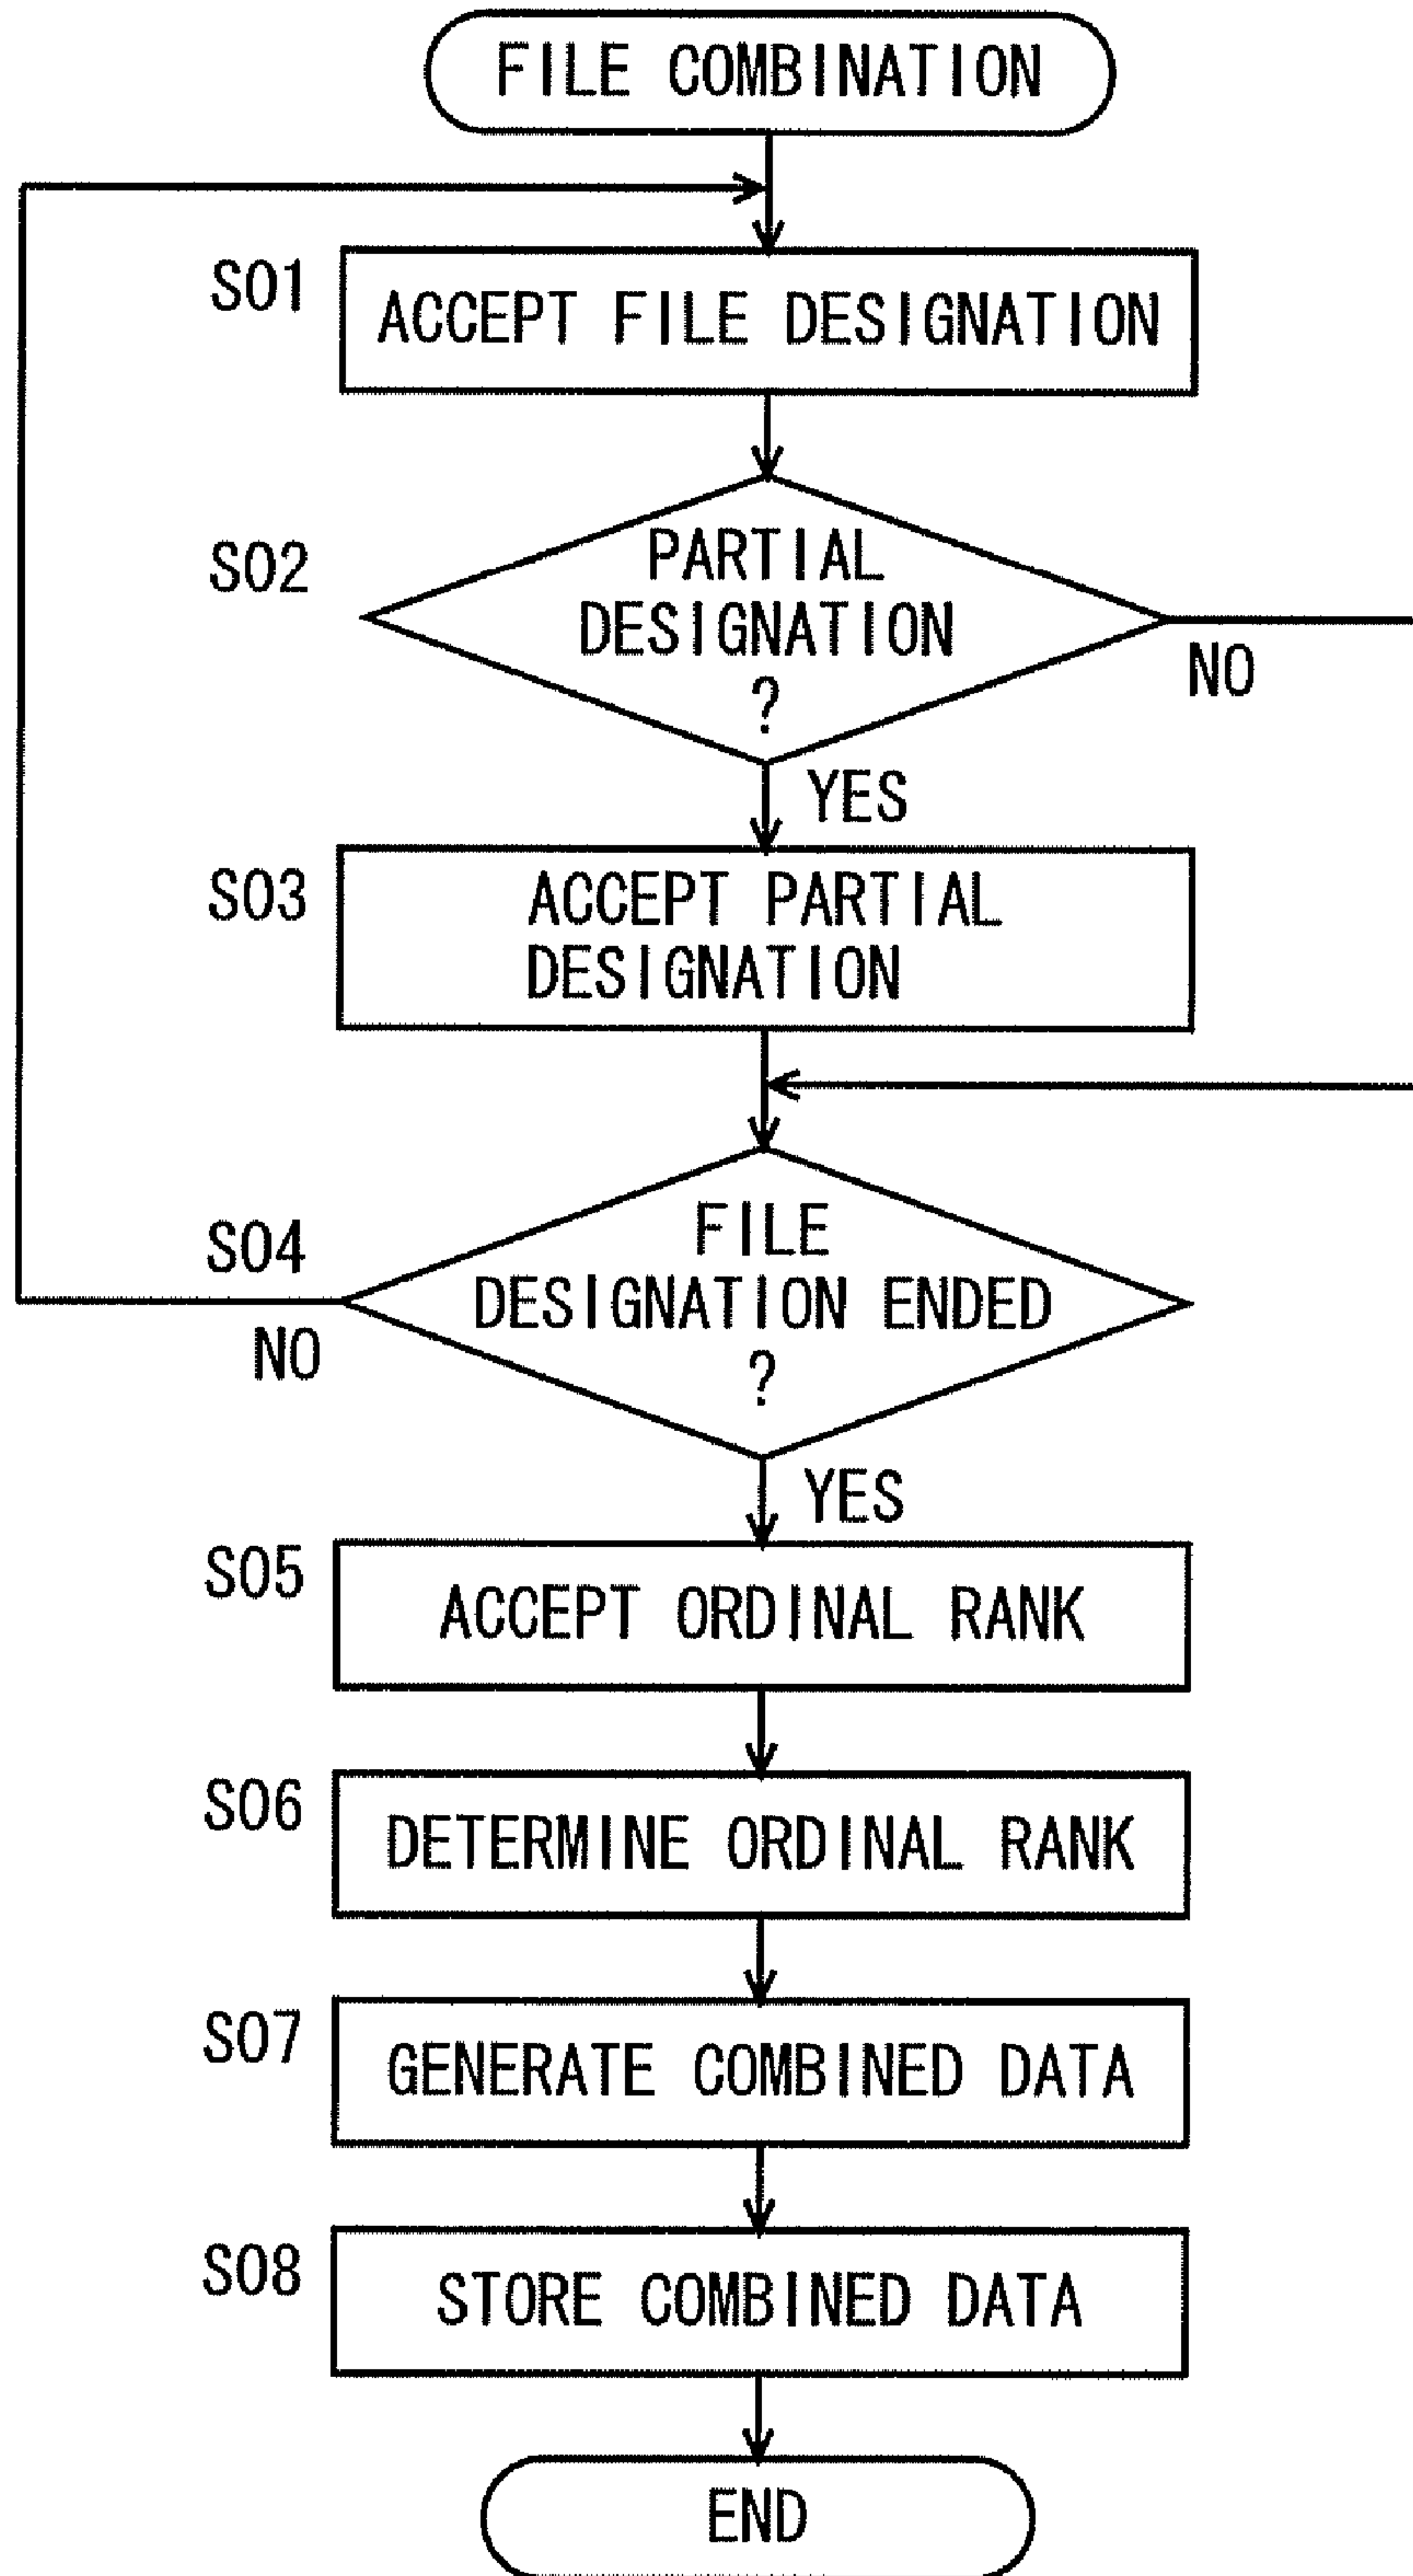 FILE COMBINATION
S01
ACCEPT FILE DESIGNATION
S02
PARTIAL
DESIGNATION
?
NO
YES
S03
ACCEPT PARTIAL
DESIGNATION
S04
FILE
DESIGNATION ENDED
?
NO
YES
S05
ACCEPT ORDINAL RANK
S06
DETERMINE ORDINAL RANK
S07
GENERATE COMBINED DATA
S08
STORE COMBINED DATA
END